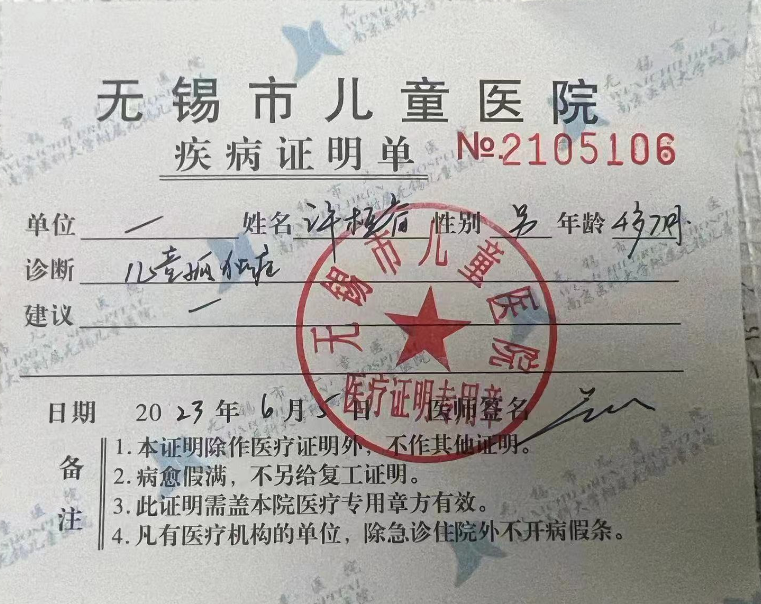 无锡市儿童医院
疾病证明单 №.2105106
单位 一 姓名 许 性别 男 年龄 4岁7月
诊断 儿童孤独症
建议 一
无锡市儿童医院
医疗证明专用章
日期 2023年6月5日 医师签名
备注
1.本证明除作医疗证明外，不作其他证明。
2.病愈假满，不另给复工证明。
3.此证明需盖本院医疗专用章方有效。
4.凡有医疗机构的单位，除急诊住院外不开病假条。